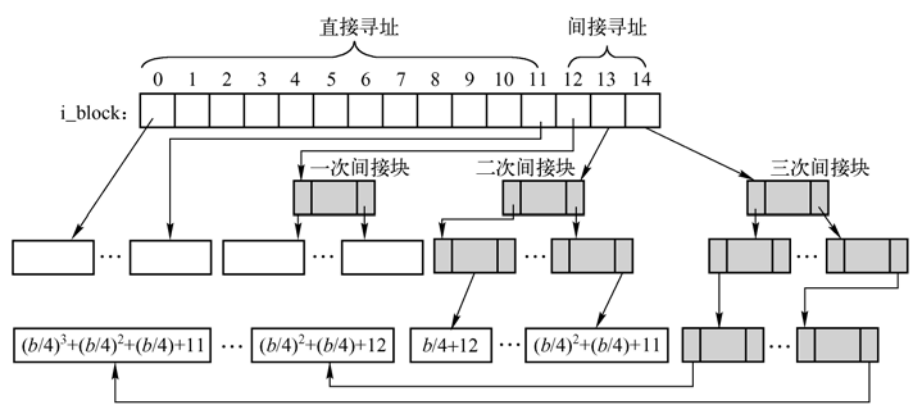 直接寻址 间接寻址
0 1 2 3 4 5 6 7 8 9 10 11 12 13 14
i_block：
一次间接块 二次间接块 三次间接块
··· ··· ··· ···
(b/4)³+(b/4)²+(b/4)+11 ··· (b/4)²+(b/4)+12 b/4+12 ··· (b/4)²+(b/4)+11 ···